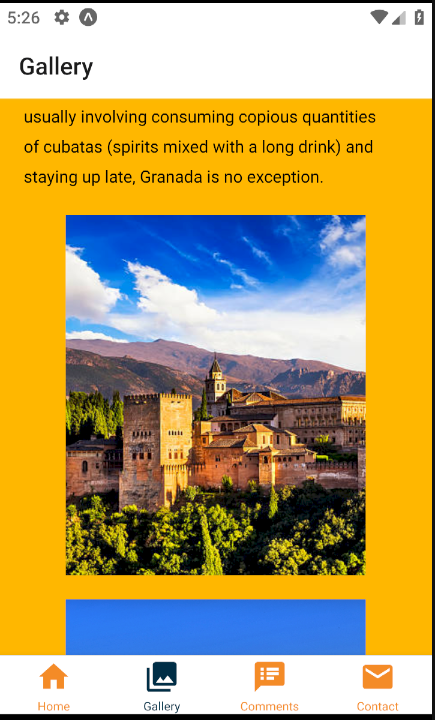 5:26
Gallery
usually involving consuming copious quantities
of cubatas (spirits mixed with a long drink) and
staying up late, Granada is no exception.
Home
Gallery
Comments
Contact